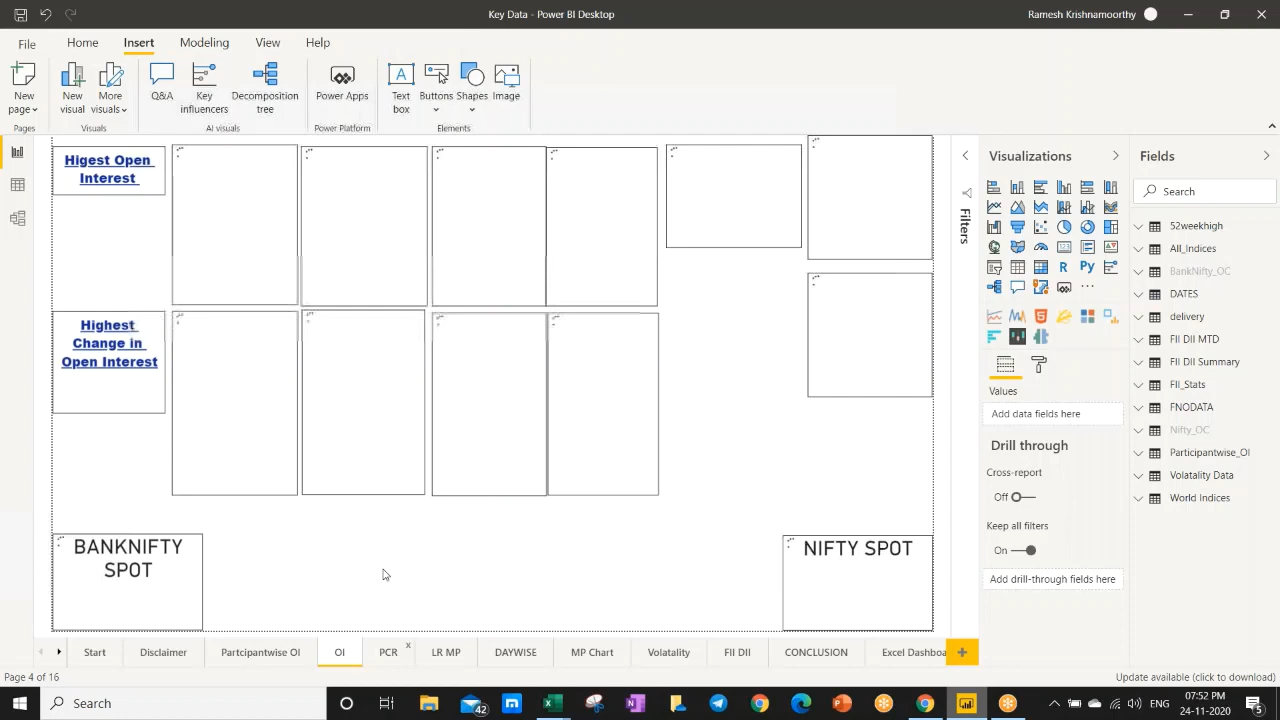 Key Data - Power BI Desktop
Ramesh Krishnamoorthy
File
Home
Insert
Modeling
View
Help
New page
New visual
More visuals
Q&A
Key influencers
Decomposition tree
Power Apps
Text box
Buttons
Shapes
Image
Pages
Visuals
AI visuals
Power Platform
Elements
Higest Open
Interest
Highest
Change in
Open Interest
BANKNIFTY
SPOT
NIFTY SPOT
Filters
Visualizations
R
Py
Values
Add data fields here
Drill through
Cross-report
Off
Keep all filters
On
Add drill-through fields here
Fields
Search
52weekhigh
All_Indices
BankNifty_OC
DATES
delivery
FII DII MTD
FII DII Summary
FII_Stats
FNODATA
Nifty_OC
Participantwise_OI
Volatality Data
World Indices
Start
Disclaimer
Partcipantwise OI
OI
PCR
LR MP
DAYWISE
MP Chart
Volatality
FII DII
CONCLUSION
Excel Dashboa
Page 4 of 16
Update available (click to download)
Search
42
ENG
07:52 PM
24-11-2020
5